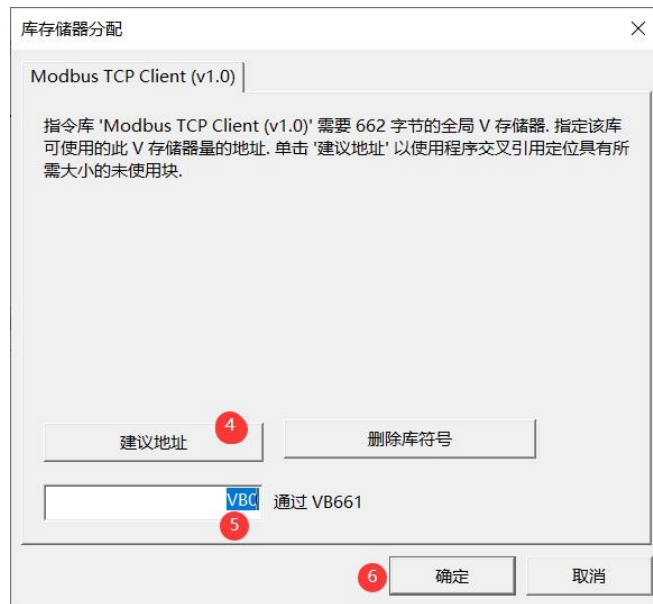 库存储器分配
Modbus TCP Client (v1.0)
指令库 'Modbus TCP Client (v1.0)' 需要 662 字节的全局 V 存储器. 指定该库
可使用的此 V 存储器量的地址. 单击 '建议地址' 以使用程序交叉引用定位具有所
需大小的未使用块.
4
建议地址
删除库符号
VB0 通过 VB661
5
6
确定
取消